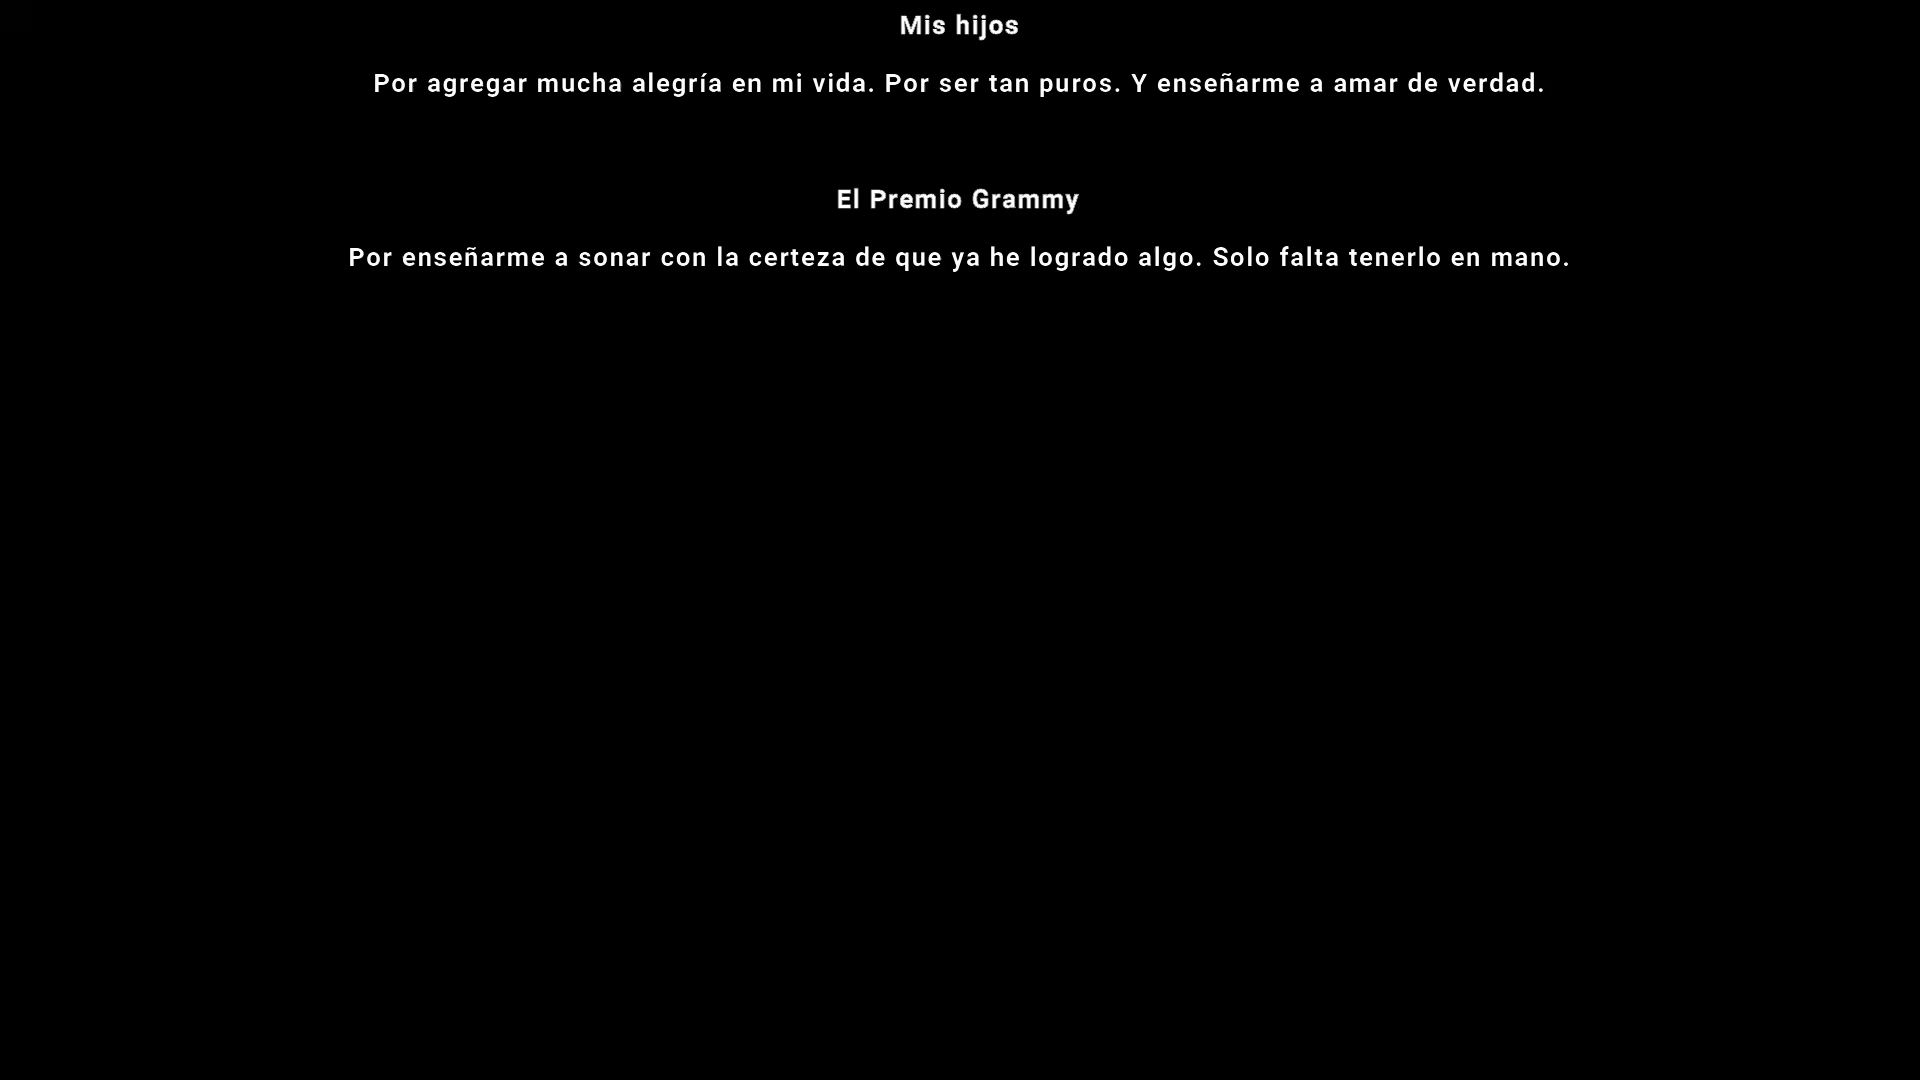 Mis hijos
Por agregar mucha alegría en mi vida. Por ser tan puros. Y enseñarme a amar de verdad.
El Premio Grammy
Por enseñarme a sonar con la certeza de que ya he logrado algo. Solo falta tenerlo en mano.